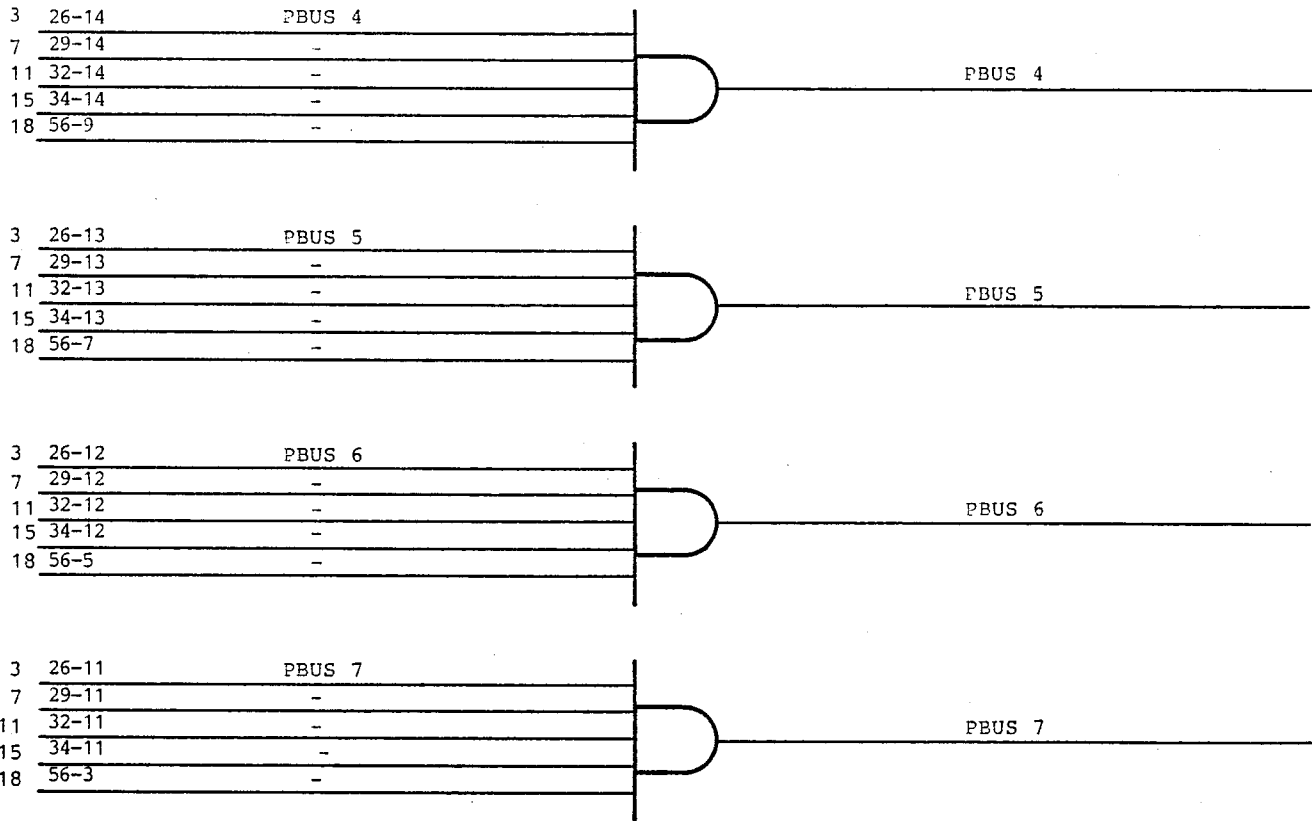 3 26-14 PBUS 4
7 29-14 -
11 32-14 - PBUS 4
15 34-14 -
18 56-9 -
3 26-13 PBUS 5
7 29-13 -
11 32-13 - PBUS 5
15 34-13 -
18 56-7 -
3 26-12 PBUS 6
7 29-12 -
11 32-12 - PBUS 6
15 34-12 -
18 56-5 -
3 26-11 PBUS 7
7 29-11 -
11 32-11 - PBUS 7
15 34-11 -
18 56-3 -